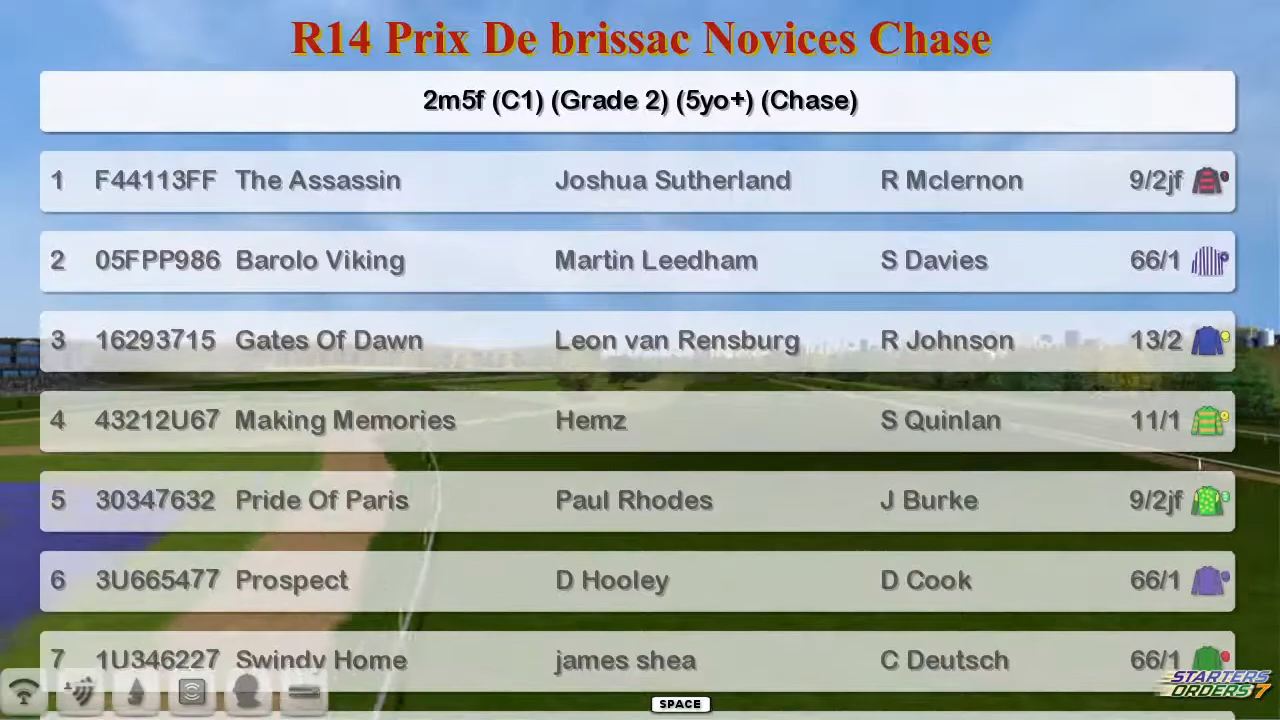 R14 Prix De brissac Novices Chase
2m5f (C1) (Grade 2) (5yo+) (Chase)
1 F44113FF The Assassin Joshua Sutherland R Mclernon 9/2jf
2 05FPP986 Barolo Viking Martin Leedham S Davies 66/1
3 16293715 Gates Of Dawn Leon van Rensburg R Johnson 13/2
4 43212U67 Making Memories Hemz S Quinlan 11/1
5 30347632 Pride Of Paris Paul Rhodes J Burke 9/2jf
6 3U665477 Prospect D Hooley D Cook 66/1
7 1U346227 Swindy Home james shea C Deutsch 66/1
STARTERS
ORDERS 7
SPACE